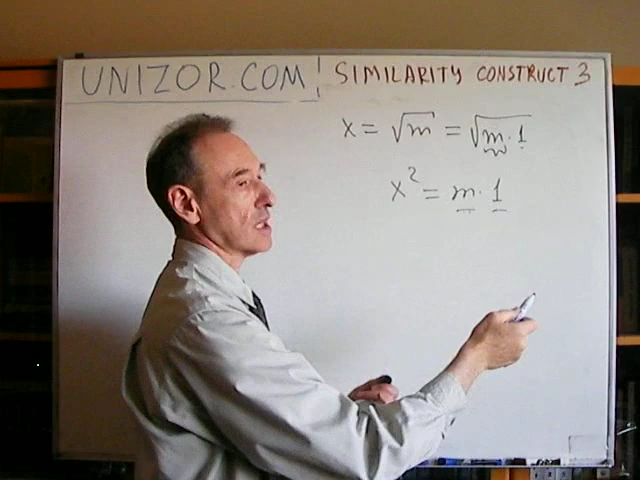 UNIZOR.COM
SIMILARITY CONSTRUCT 3
x = √m = √m · 1
x² = m · 1